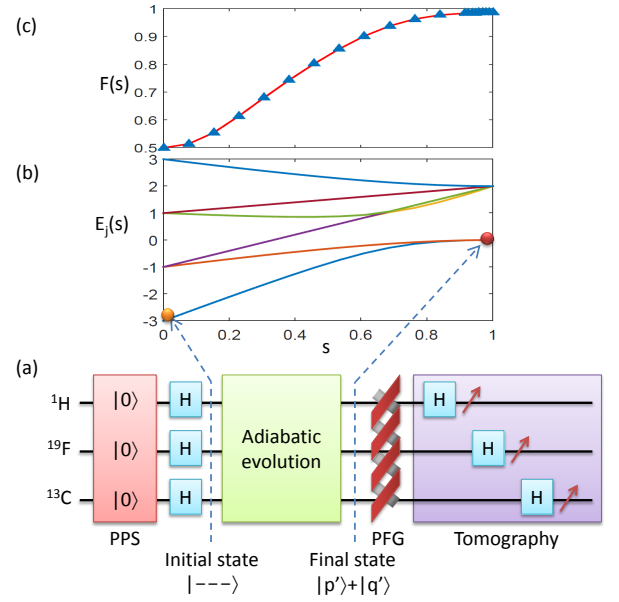 (c)
F(s)
1
0.9
0.8
0.7
0.6
0.5
(b)
E_j(s)
3
2
1
0
-1
-2
-3
0 0.2 0.4 0.6 0.8 1
s
(a)
¹H |0⟩ H H
¹⁹F |0⟩ H Adiabatic evolution H
¹³C |0⟩ H H
PPS PFG Tomography
Initial state Final state
|---⟩ |p'⟩+|q'⟩